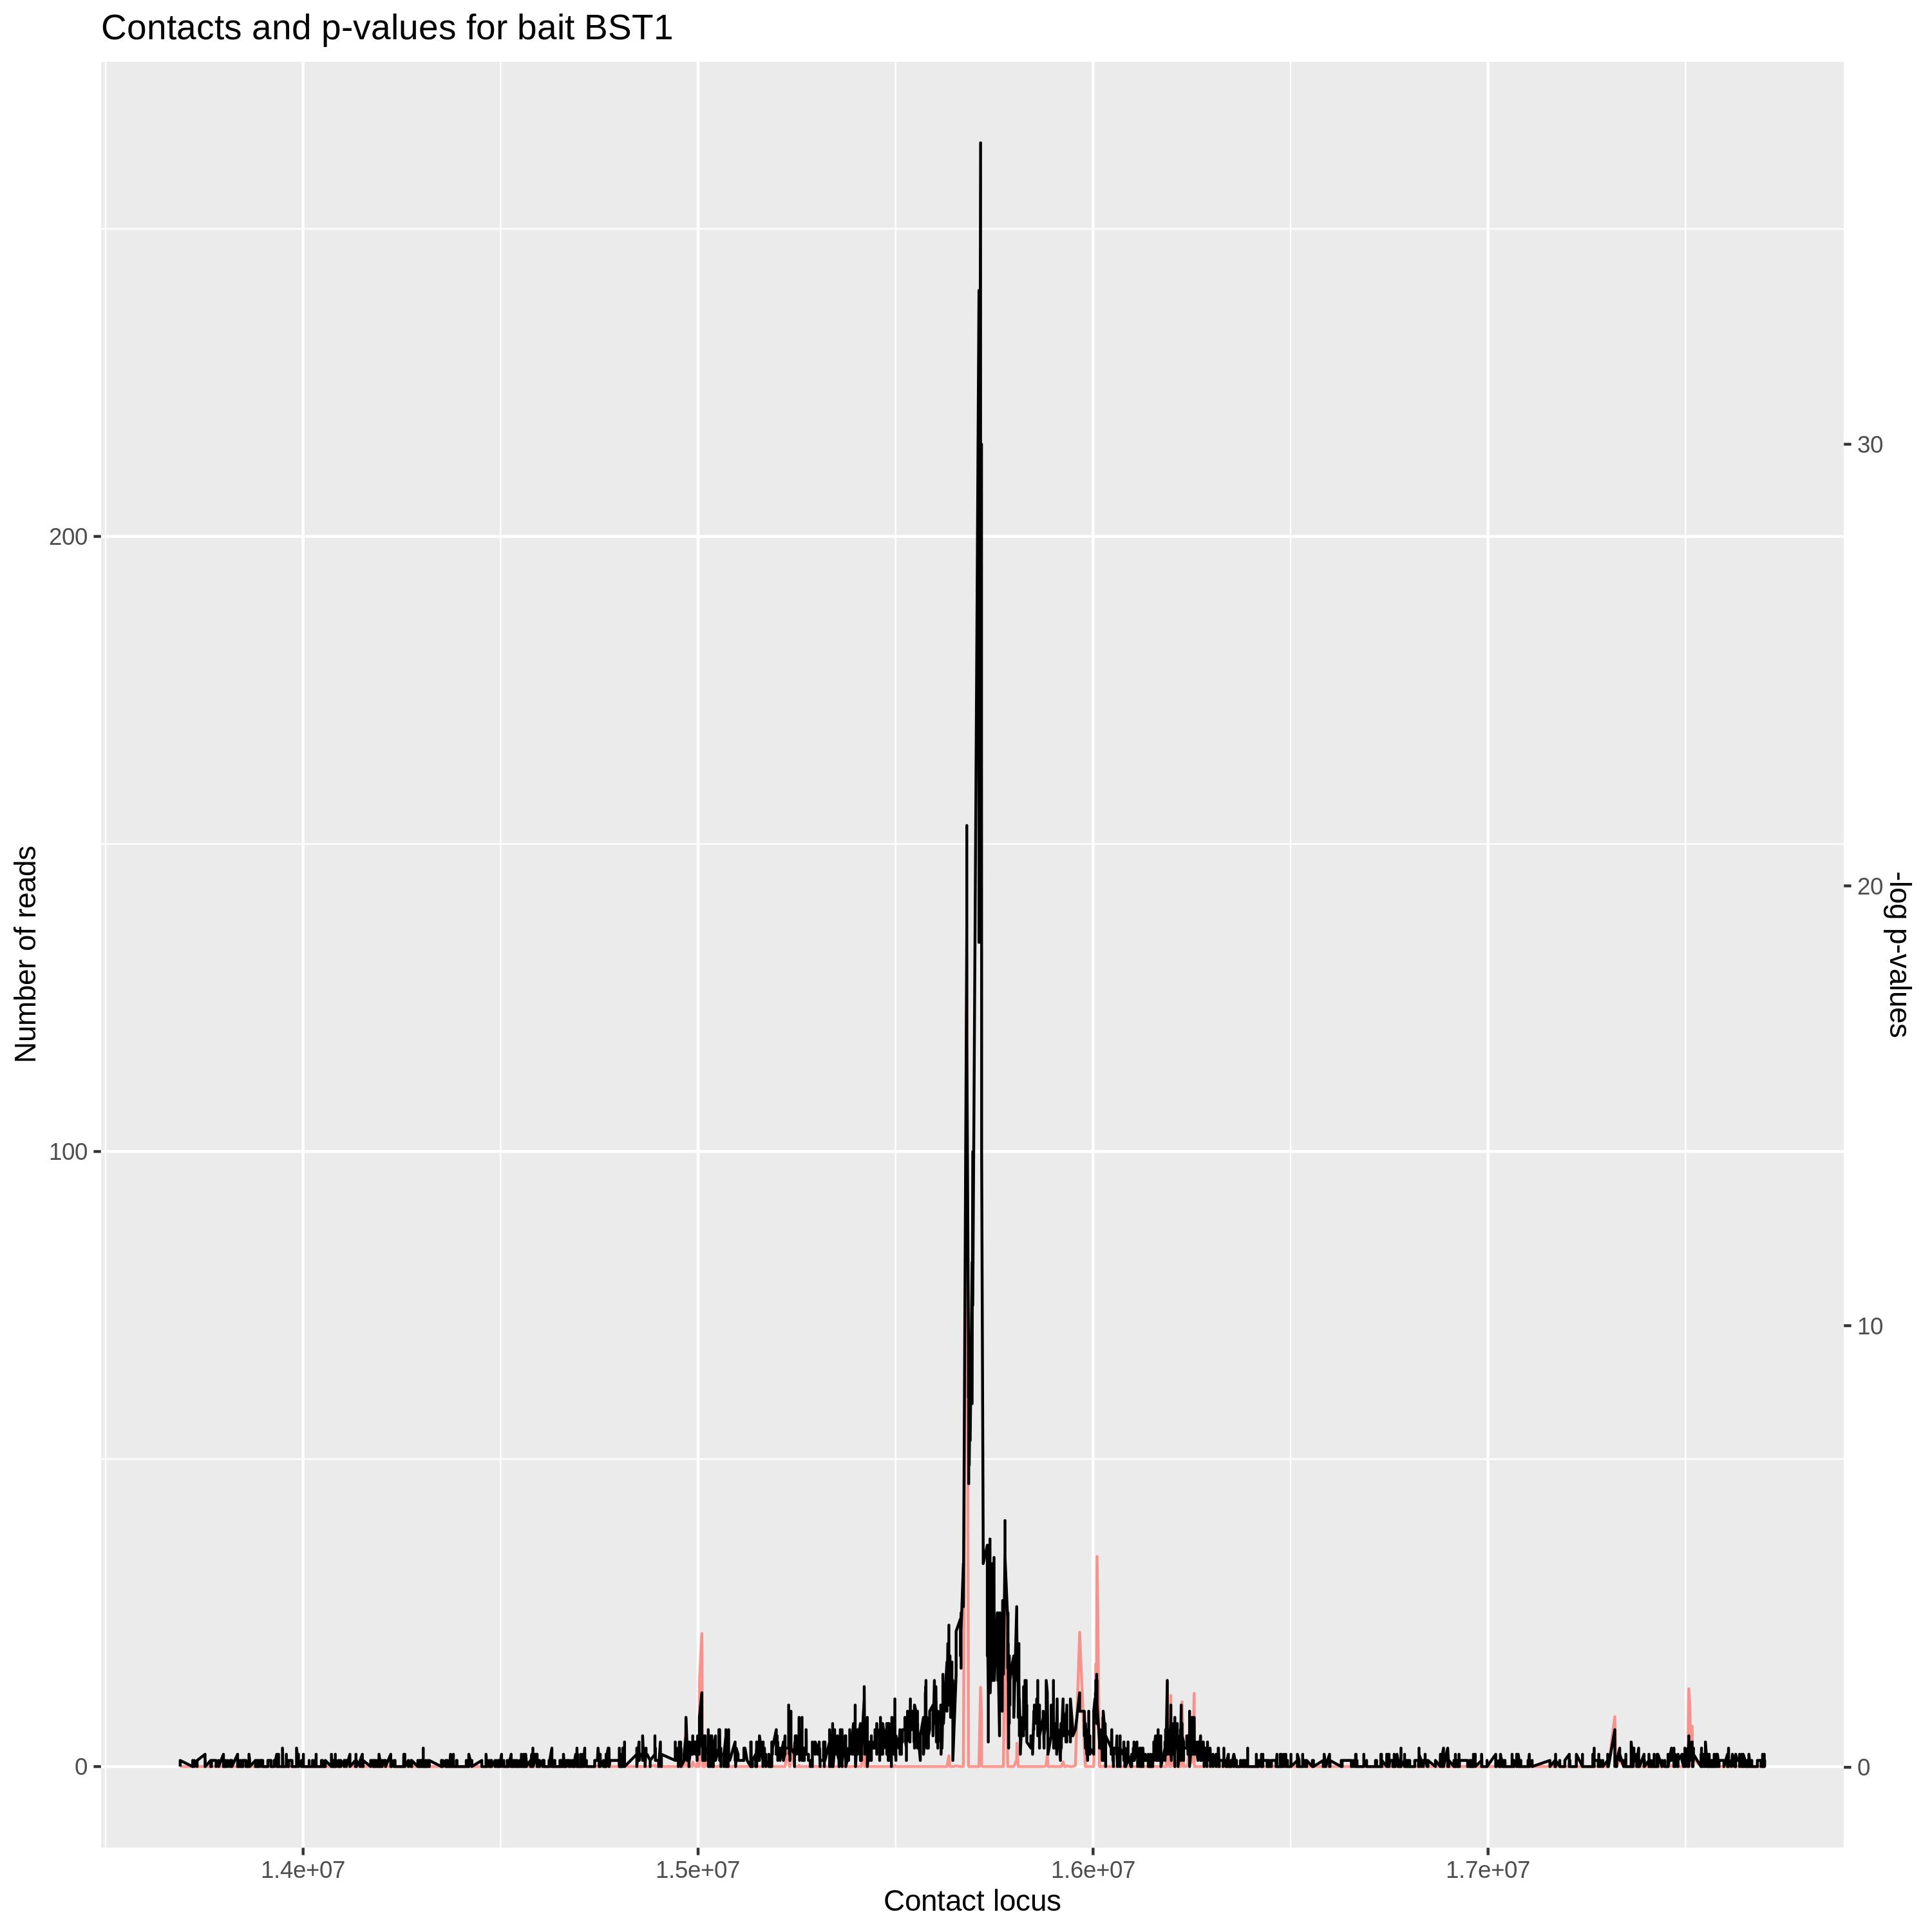 Contacts and p-values for bait BST1
Number of reads
200
100
0
30
20
10
0
-log p-values
1.4e+07 1.5e+07 1.6e+07 1.7e+07
Contact locus